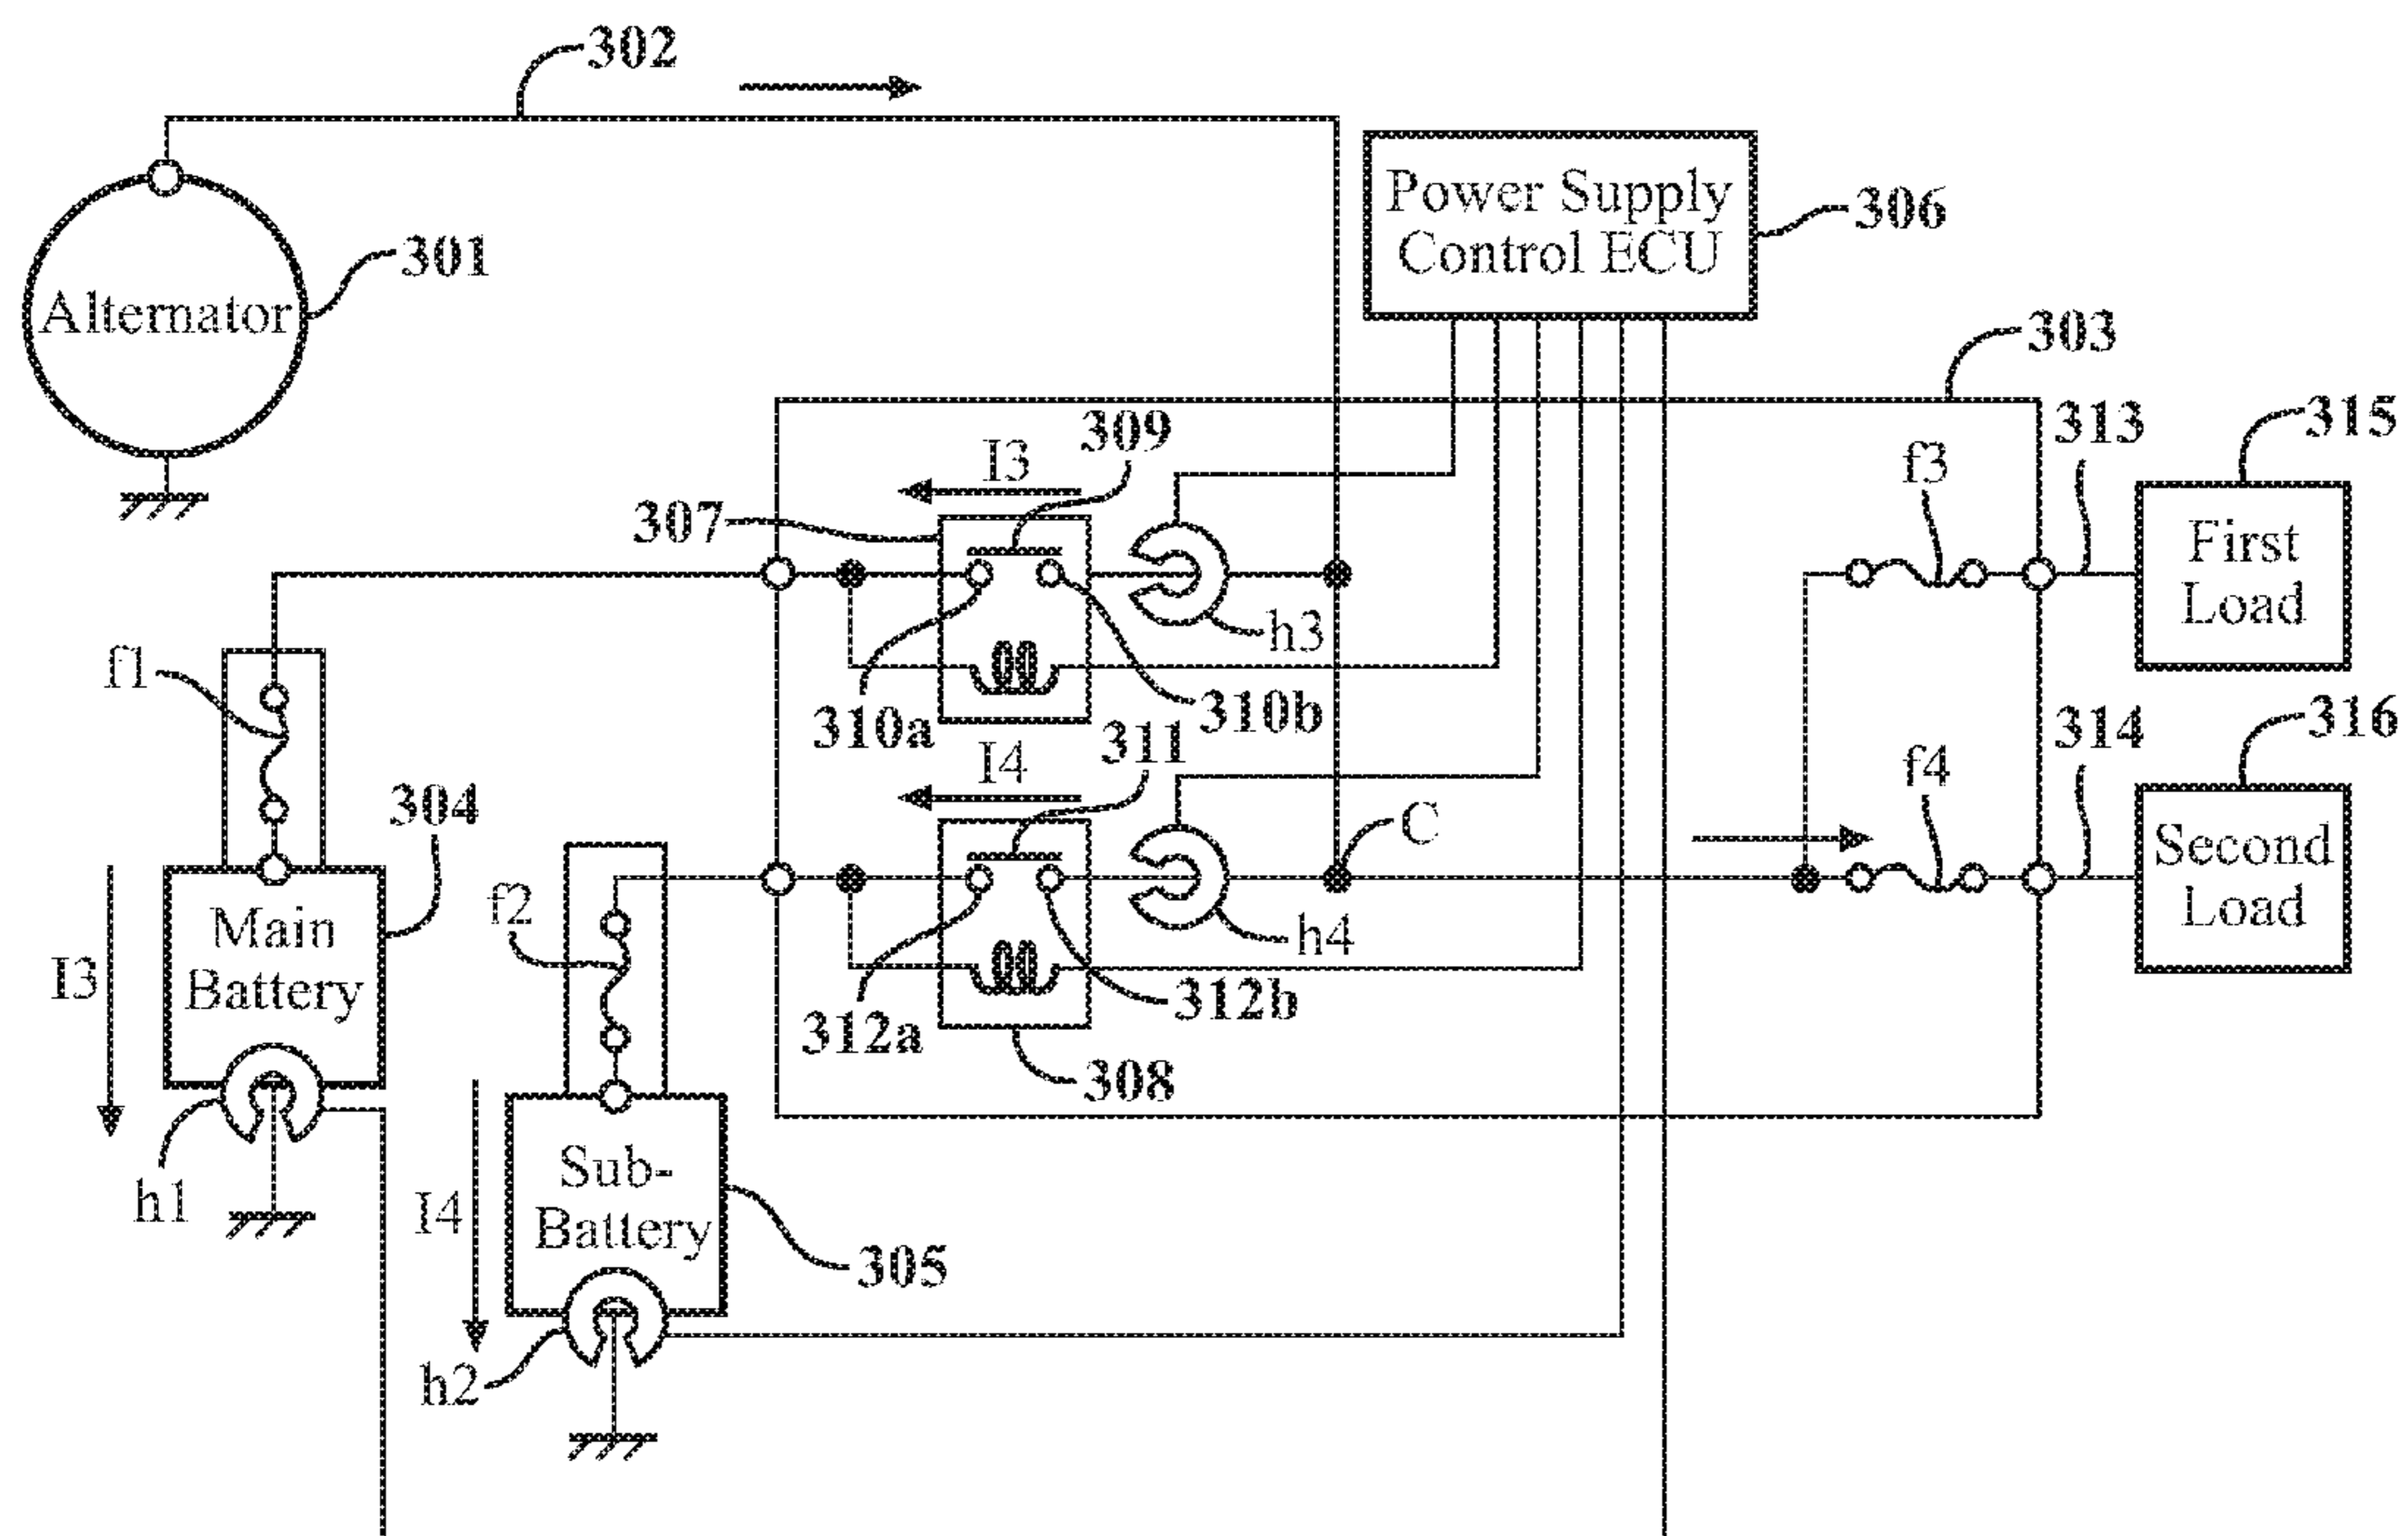 302
Power Supply
Control ECU
306
301
Alternator
303
309
313
315
I3
f3
307
First
Load
h3
f1
310a
310b
311
316
314
I4
f4
304
C
Second
Load
f2
Main
Battery
h4
I3
312a
312b
308
Sub-
Battery
h1
I4
305
h2